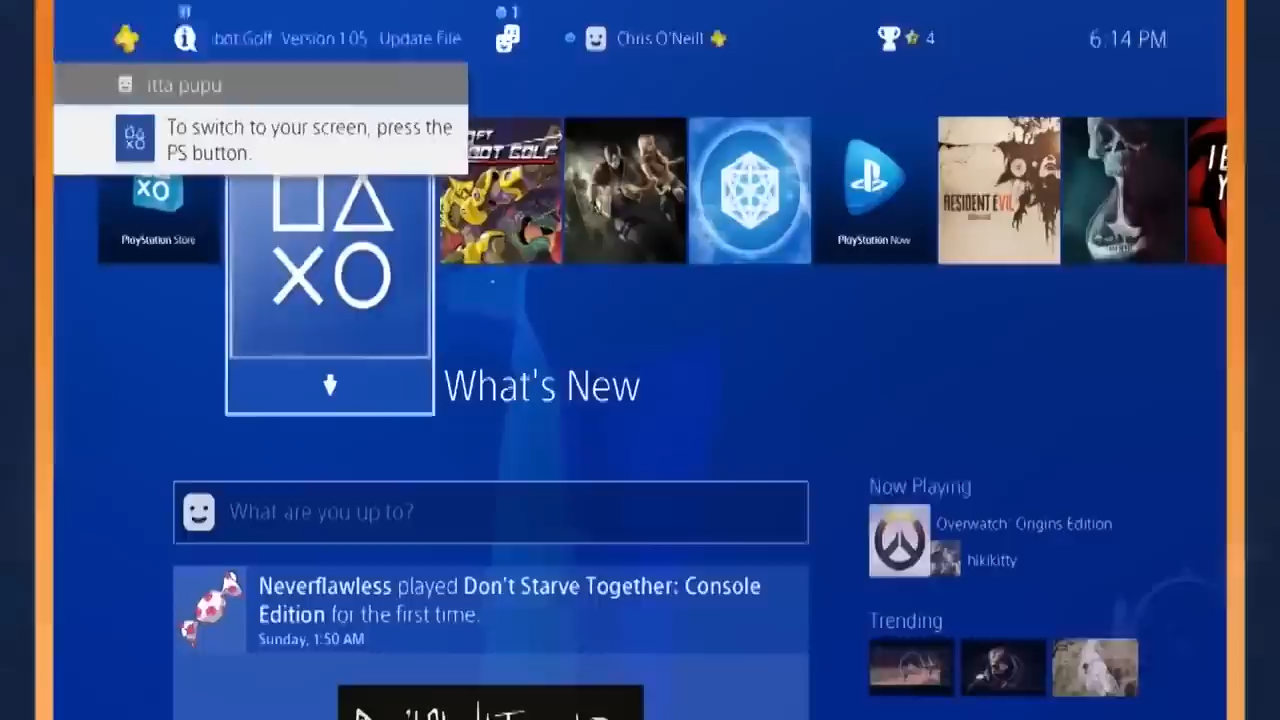 1
bot Golf Version 1.05 Update File
Chris O'Neill
4
6:14 PM
itta pupu
To switch to your screen, press the
PS button.
BOT GOLF
RESIDENT EVIL
PlayStation Store
PlayStation Now
What's New
What are you up to?
Neverflawless played Don't Starve Together: Console
Edition for the first time.
Sunday, 1:50 AM
Now Playing
Overwatch Origins Edition
hikikitty
Trending